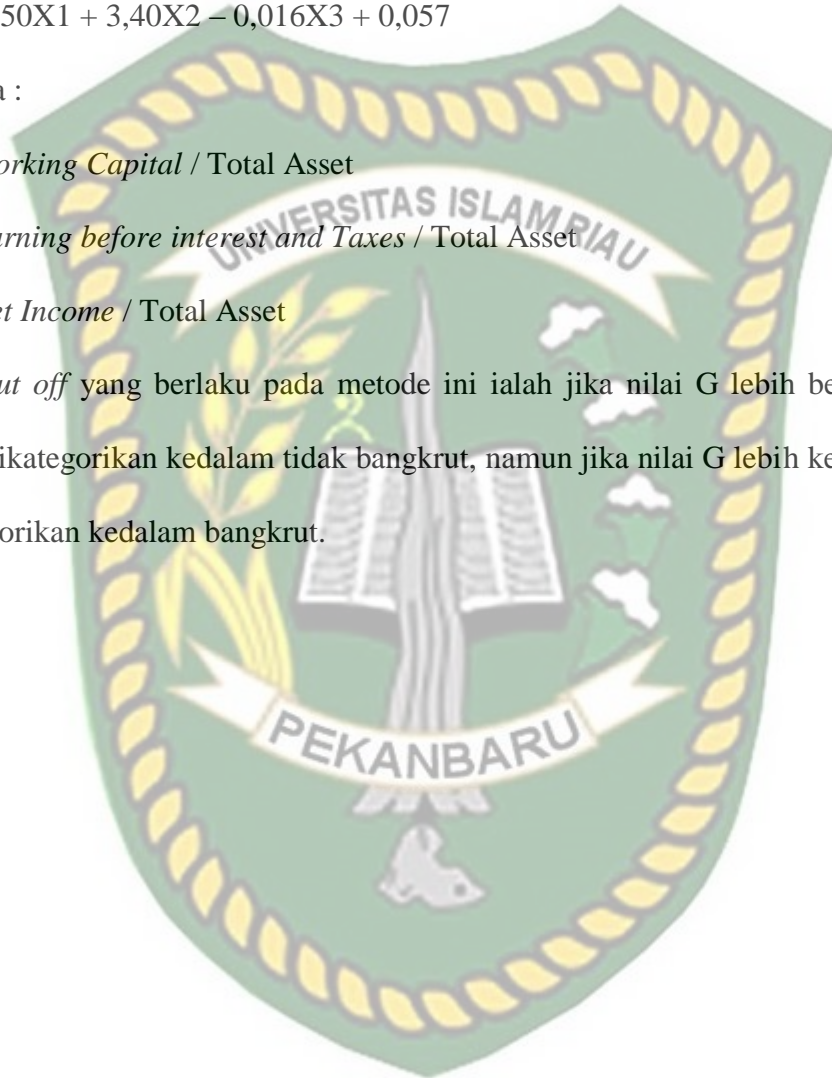 50X1 + 3,40X2 – 0,016X3 + 0,057
a :
orking Capital / Total Asset
arning before interest and Taxes / Total Asset
et Income / Total Asset
ut off yang berlaku pada metode ini ialah jika nilai G lebih be
ikategorikan kedalam tidak bangkrut, namun jika nilai G lebih ke
orikan kedalam bangkrut.
UNIVERSITAS ISLAM RIAU
PEKANBARU